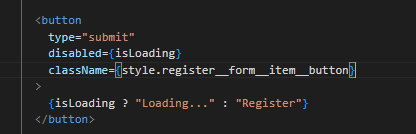 <button
type="submit"
disabled={isLoading}
className={style.register__form__item__button}
>
{isLoading ? "Loading..." : "Register"}
</button>